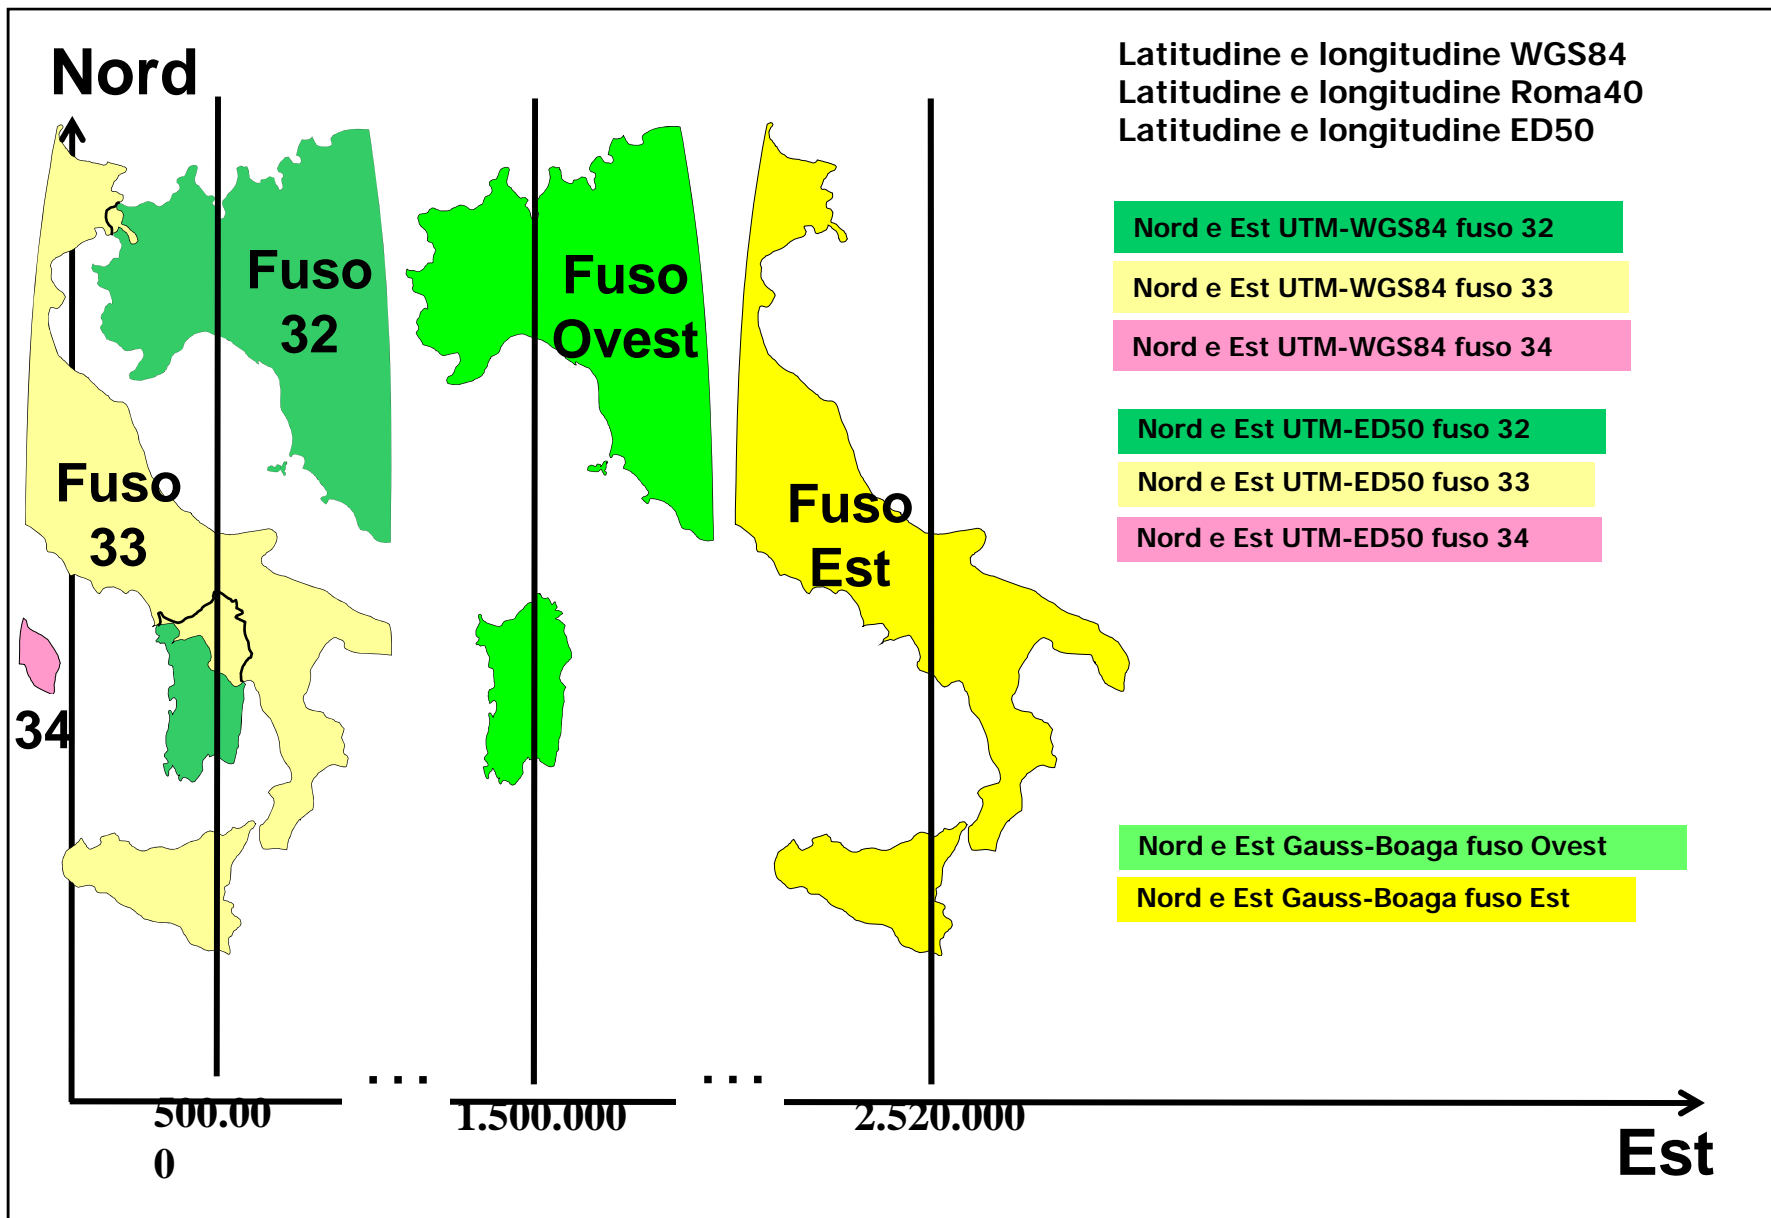 Nord
Latitudine e longitudine WGS84
Latitudine e longitudine Roma40
Latitudine e longitudine ED50
Fuso
32
Fuso
Ovest
Fuso
33
Fuso
Est
34
Nord e Est UTM-WGS84 fuso 32
Nord e Est UTM-WGS84 fuso 33
Nord e Est UTM-WGS84 fuso 34
Nord e Est UTM-ED50 fuso 32
Nord e Est UTM-ED50 fuso 33
Nord e Est UTM-ED50 fuso 34
Nord e Est Gauss-Boaga fuso Ovest
Nord e Est Gauss-Boaga fuso Est
... ...
500.00
0
1.500.000
2.520.000
Est